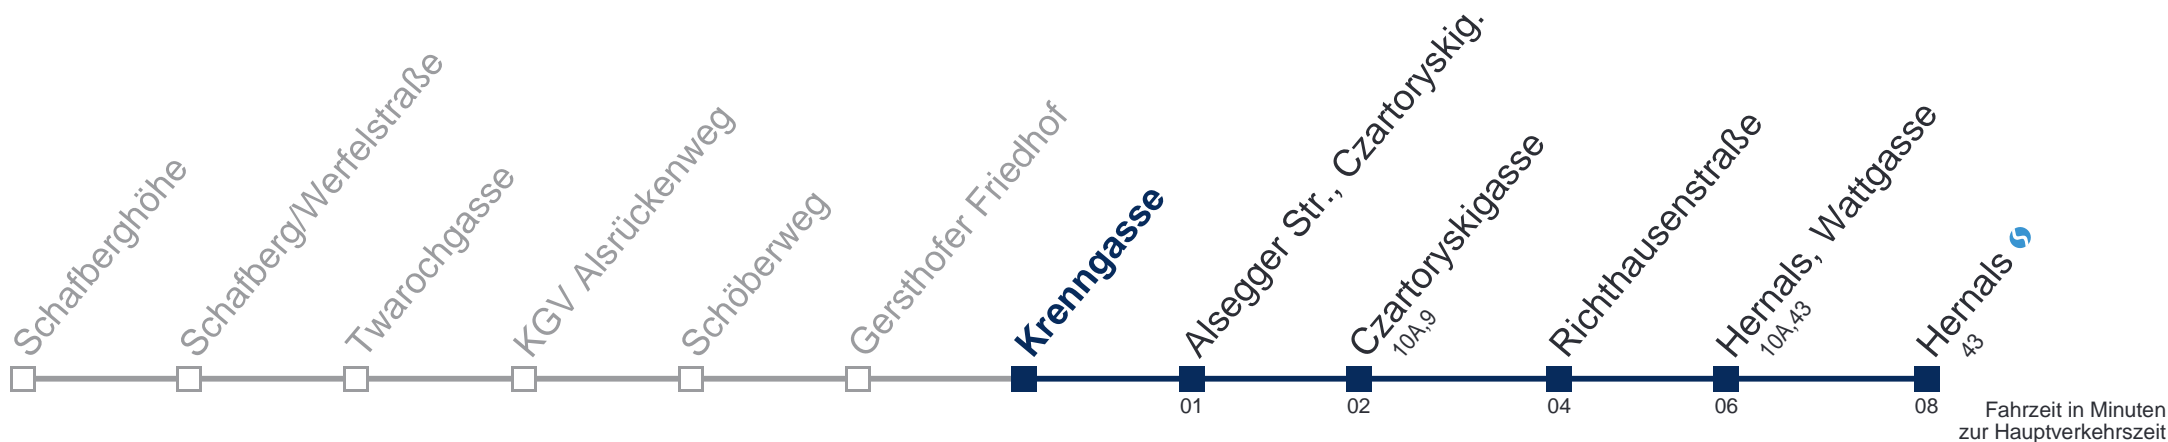 Schafberghöhe
Schafberg/Werfelstraße
Twarochgasse
KGV Alsrückenweg
Schöberweg
Gersthofer Friedhof
Krenngasse
Alsegger Str., Czartoryskig.
Czartoryskigasse
10A,9
Richthausenstraße
Hernals, Wattgasse
10A,43
Hernals
43
01
02
04
06
08
Fahrzeit in Minuten
zur Hauptverkehrszeit